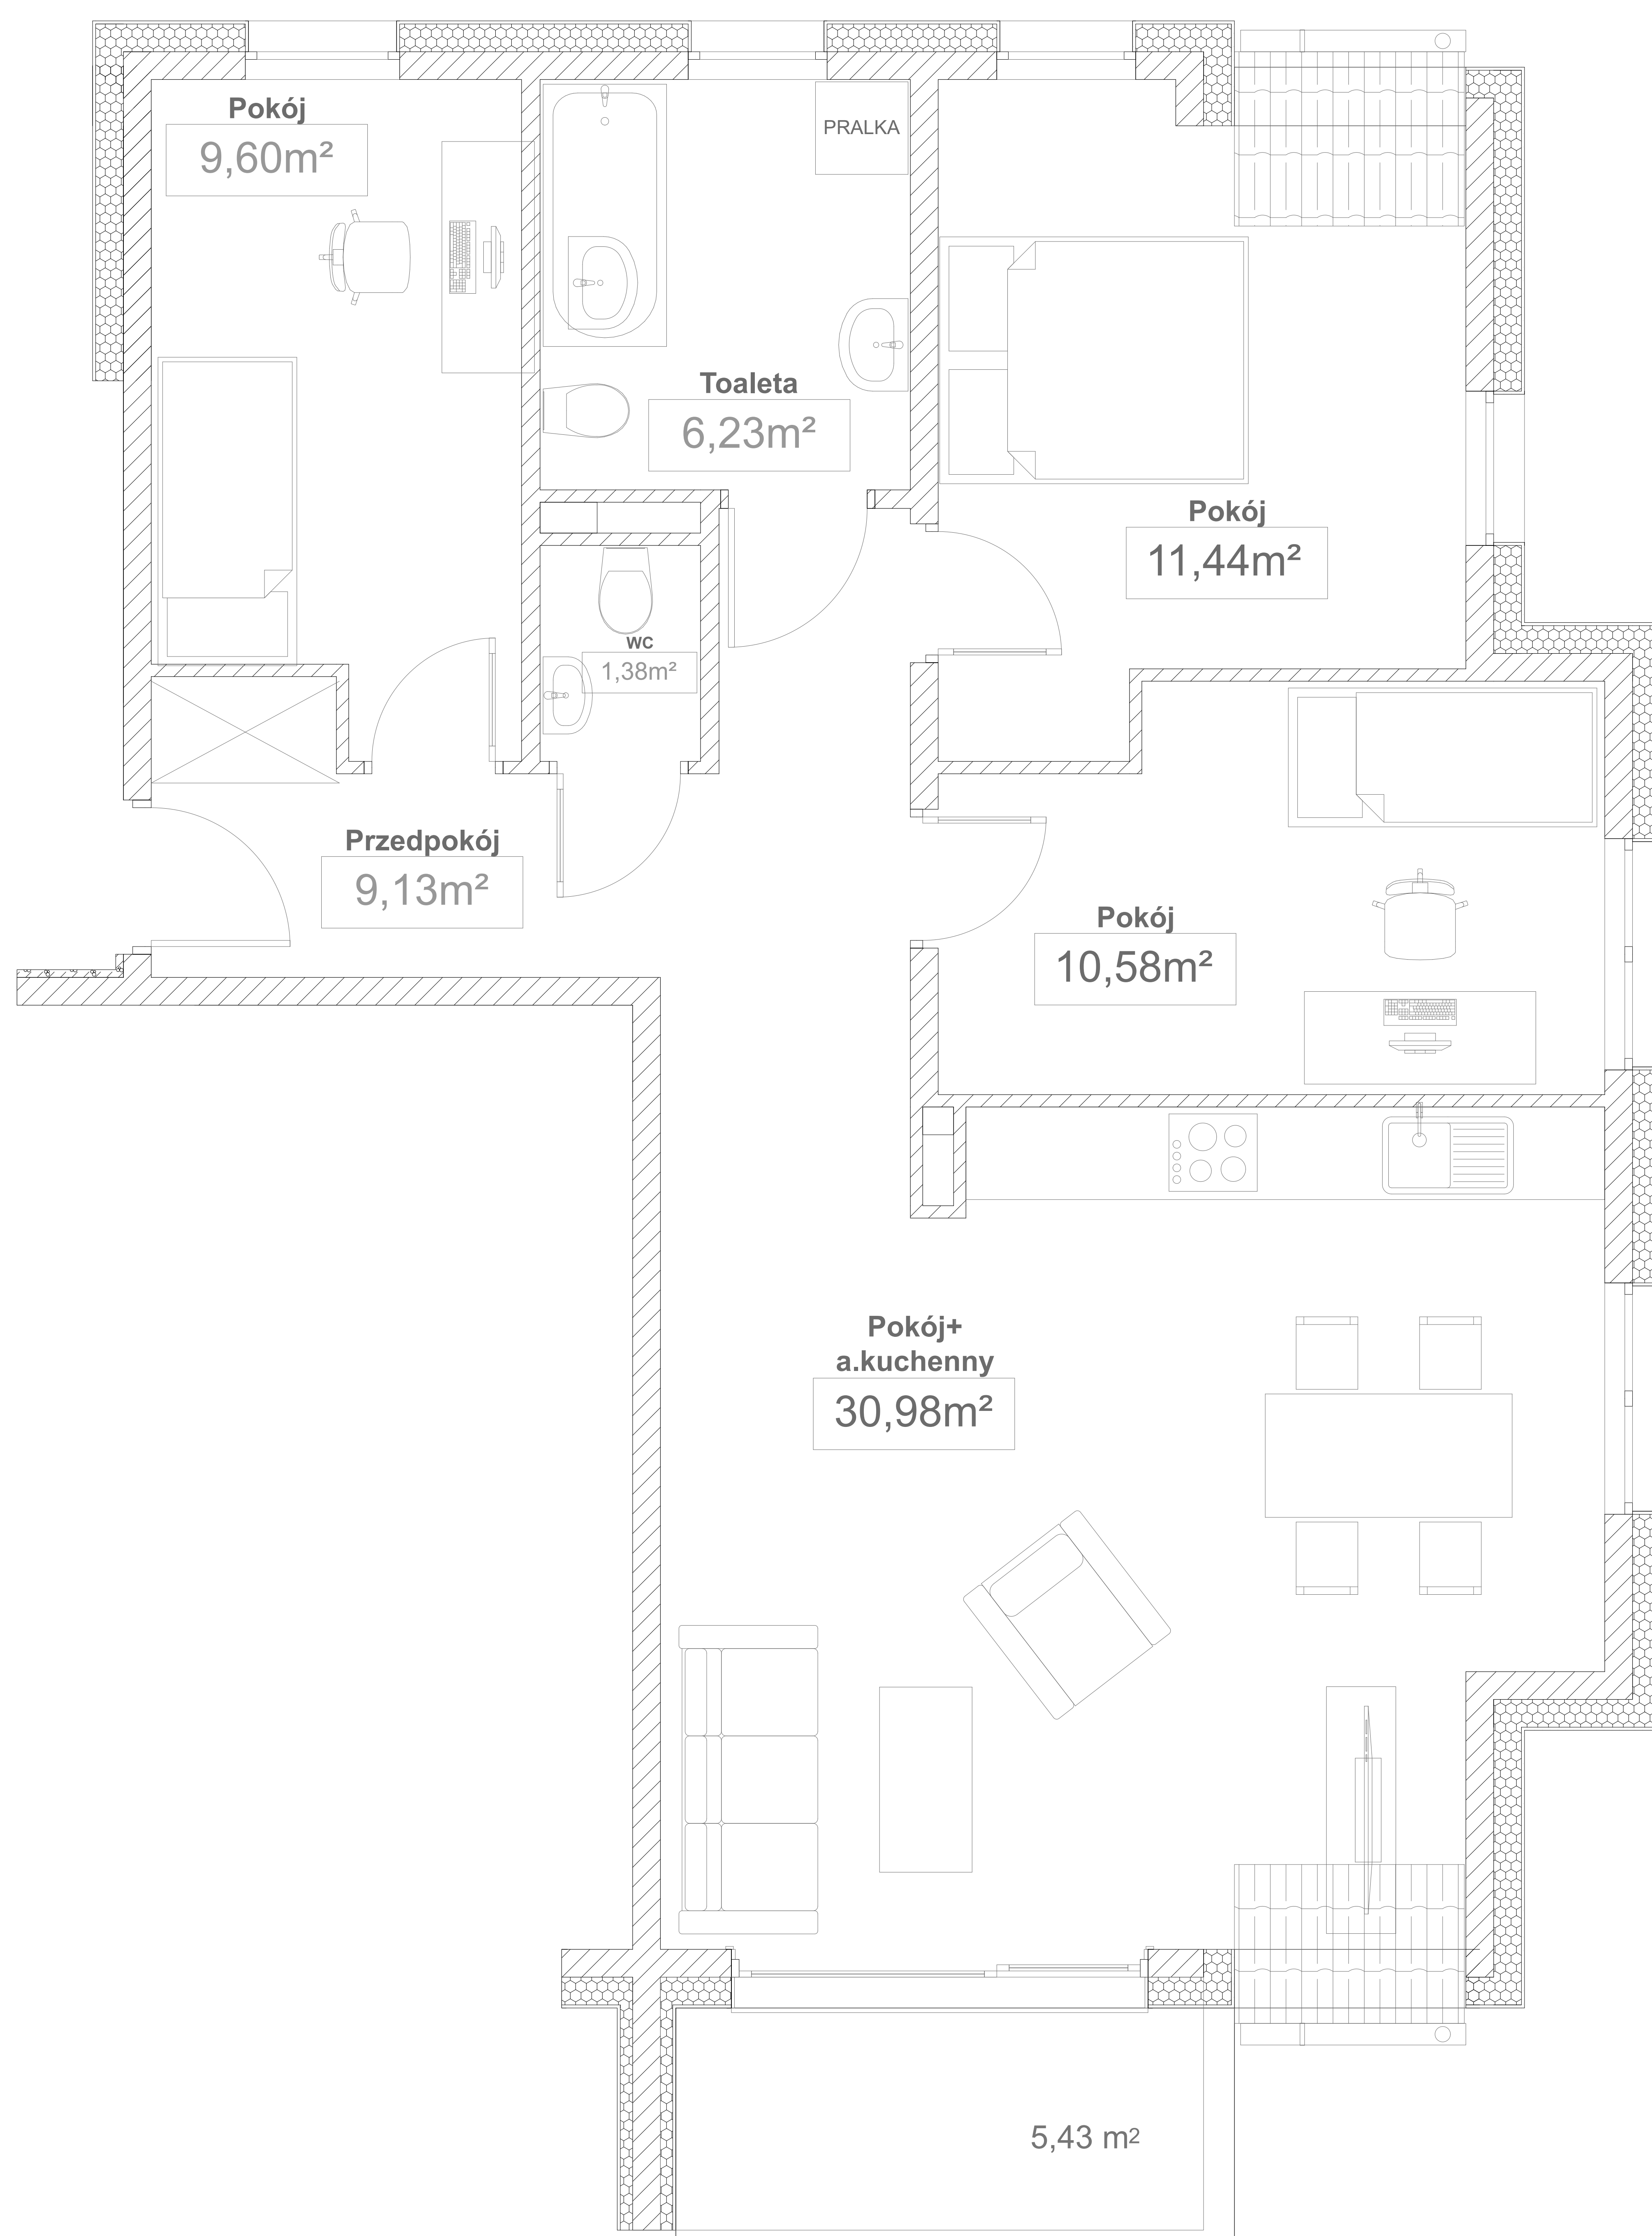 Pokój
9,60m²
PRALKA
Toaleta
6,23m²
Pokój
11,44m²
WC
1,38m²
Przedpokój
9,13m²
Pokój
10,58m²
Pokój+
a.kuchenny
30,98m²
5,43 m²